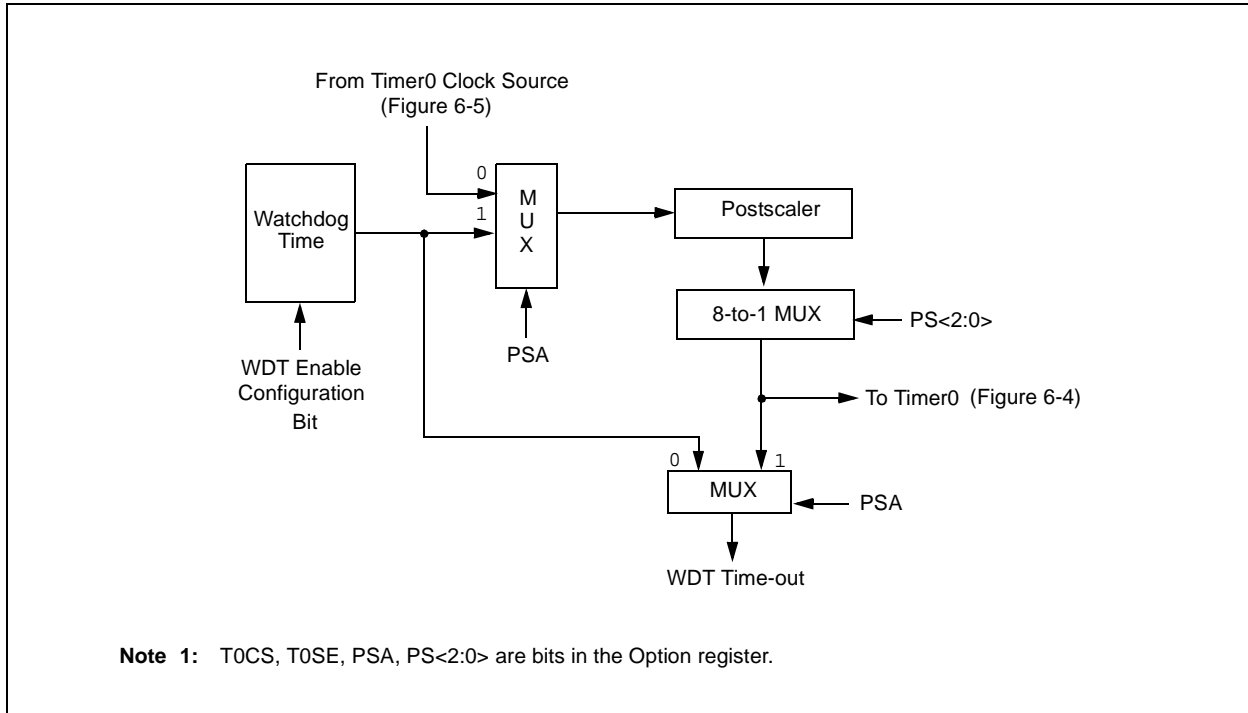 From Timer0 Clock Source
(Figure 6-5)
0
1
M
U
X
Watchdog
Time
Postscaler
8-to-1 MUX
PS<2:0>
PSA
WDT Enable
Configuration
Bit
To Timer0 (Figure 6-4)
0
1
MUX
PSA
WDT Time-out
Note 1: T0CS, T0SE, PSA, PS<2:0> are bits in the Option register.